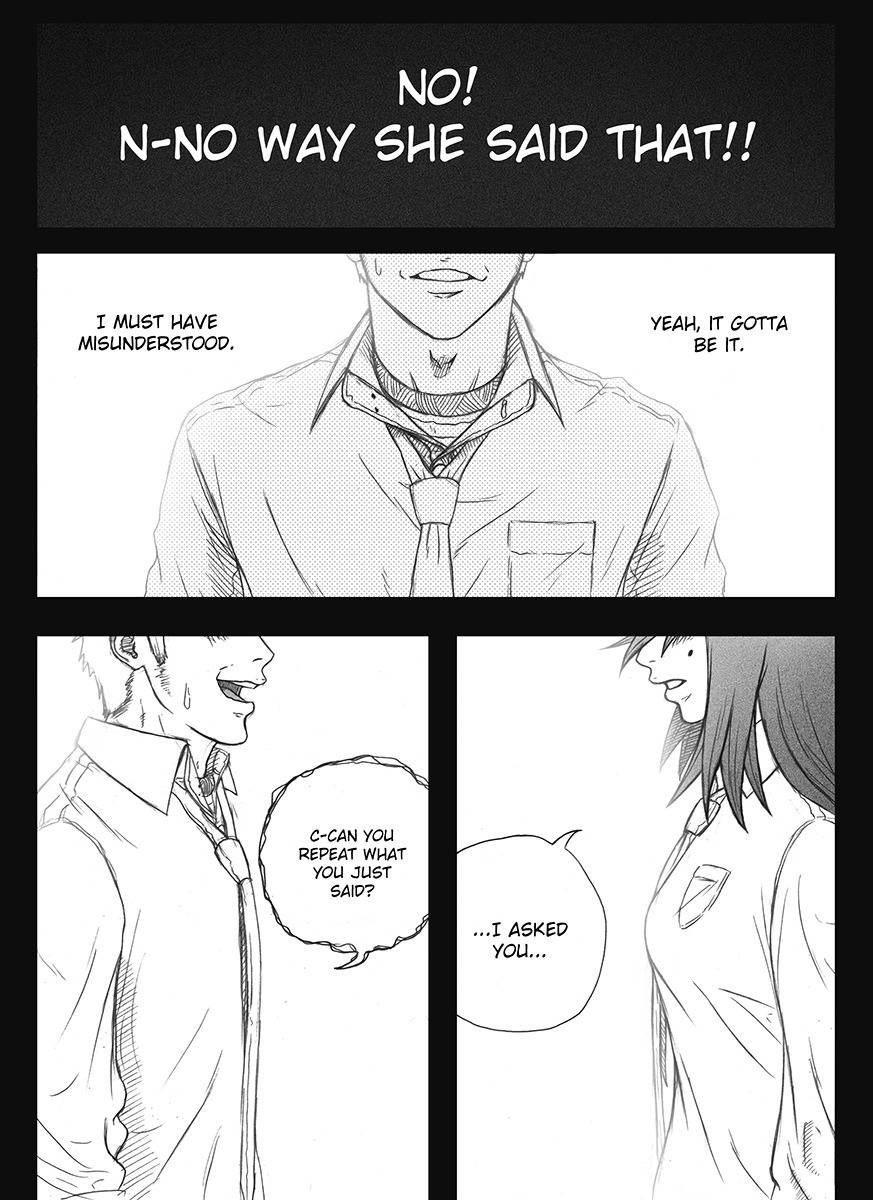 NO!
N-NO WAY SHE SAID THAT!!
I MUST HAVE
MISUNDERSTOOD.
YEAH, IT GOTTA
BE IT.
C-CAN YOU
REPEAT WHAT
YOU JUST
SAID?
...I ASKED
YOU...